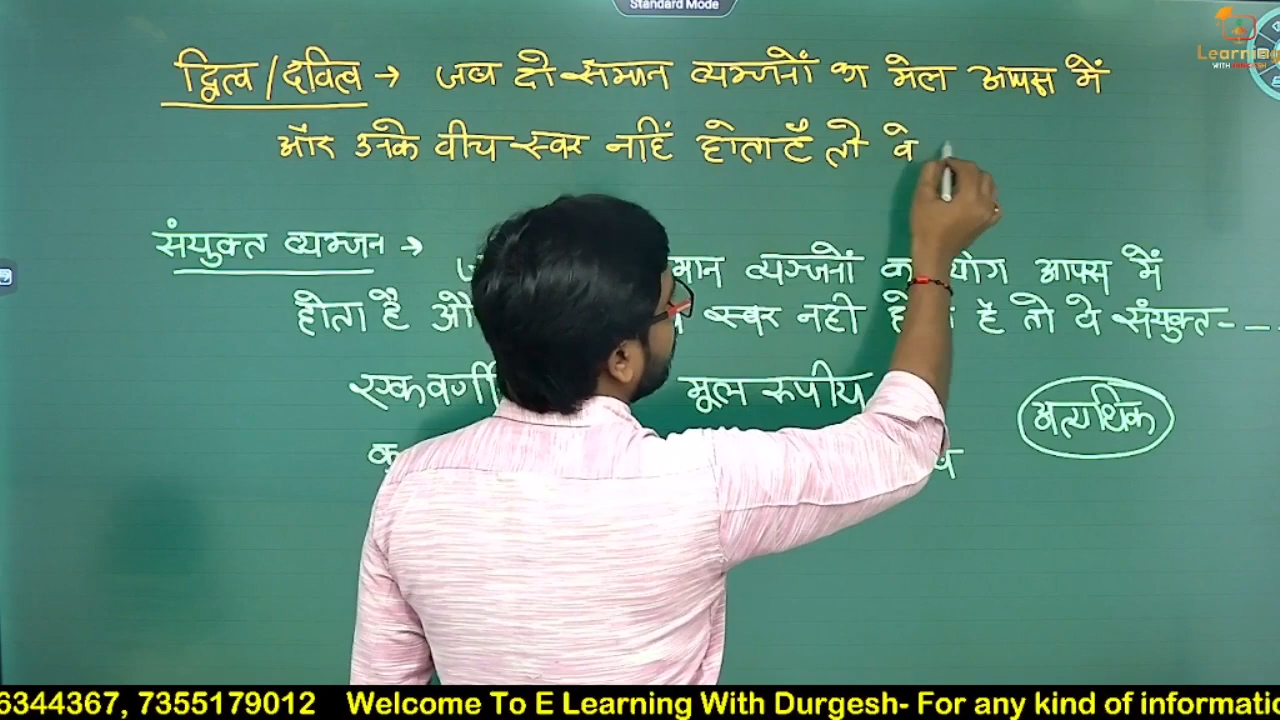 Standard Mode
Learning
द्वित्व / दवित्व → जब दो समान व्यञ्जनों का मेल आपस में
और उनके बीच स्वर नहिं होता है तो वे
संयुक्त व्यञ्जन →
मान व्यञ्जनों का योग आपस में
होता है स्वर नही है तो ये संयुक्त - - -
मूल रुपीय
अत्यधिक
6344367, 7355179012 Welcome To E Learning With Durgesh- For any kind of informatio